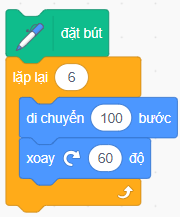 đặt bút
lặp lại 6
di chuyển 100 bước
xoay 60 độ